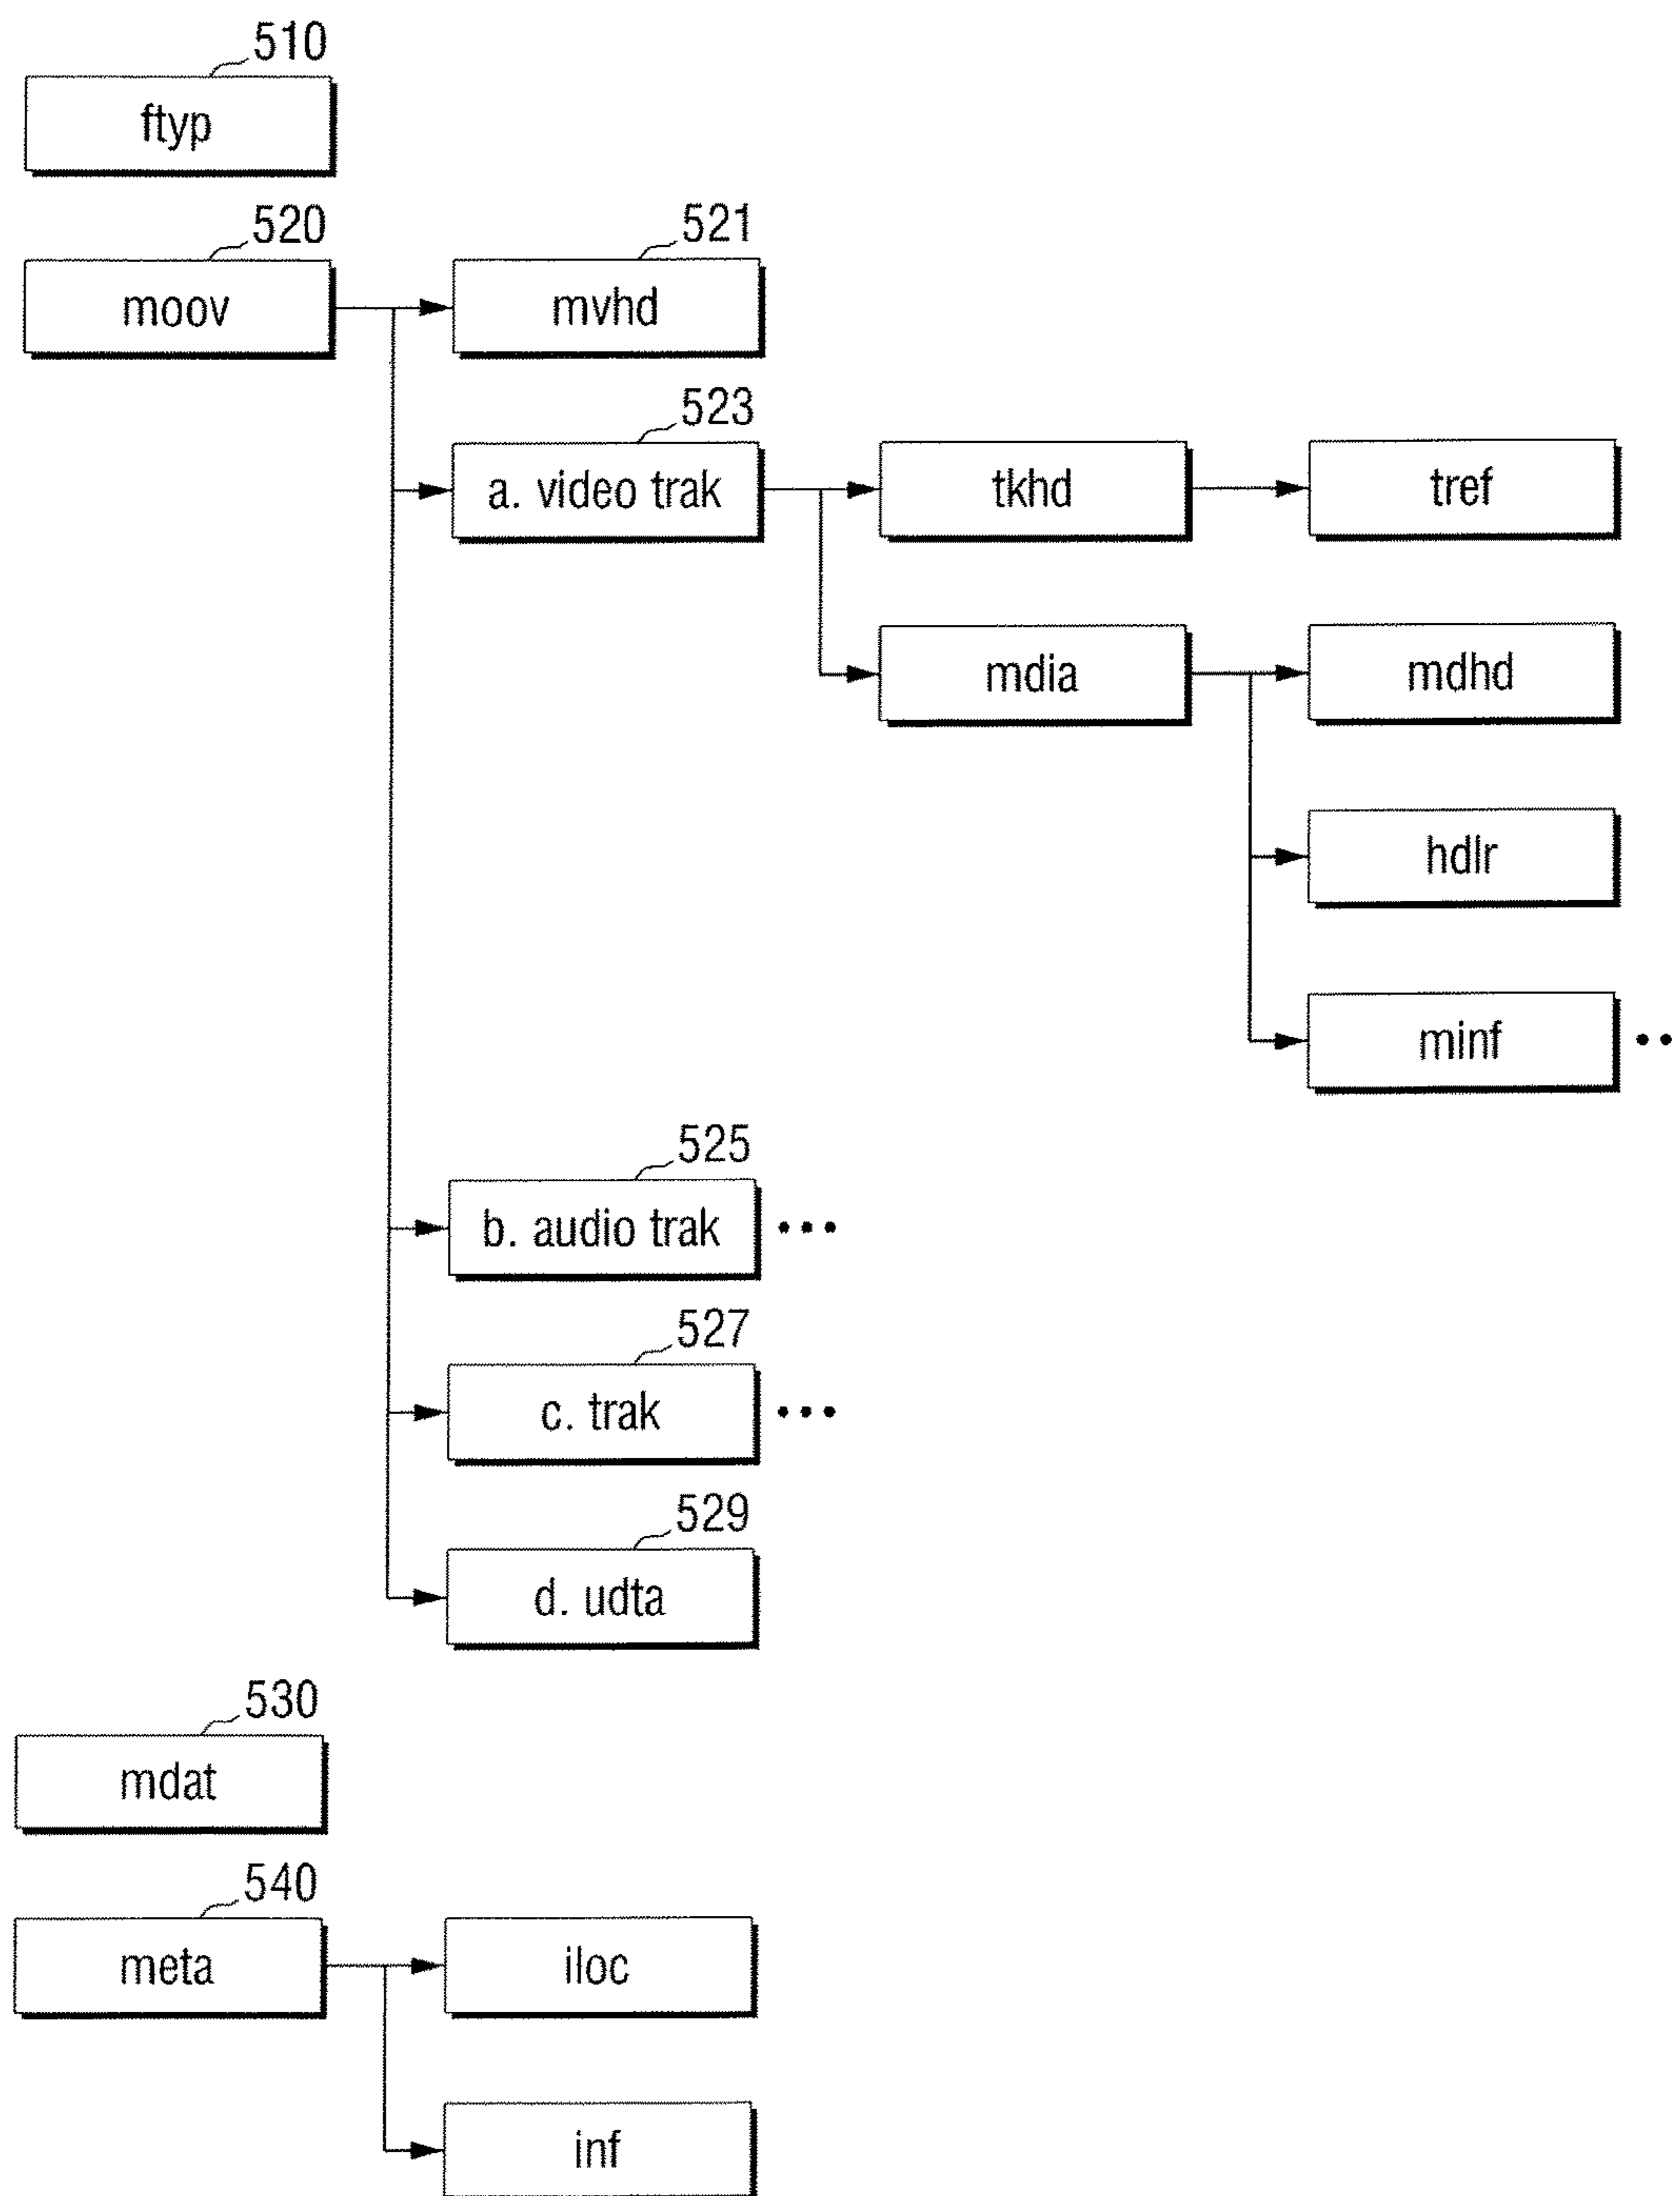 510
ftyp
520
moov
521
mvhd
523
a. video trak
tkhd
tref
mdia
mdhd
hdlr
minf
525
b. audio trak
527
c. trak
529
d. udta
530
mdat
540
meta
iloc
inf